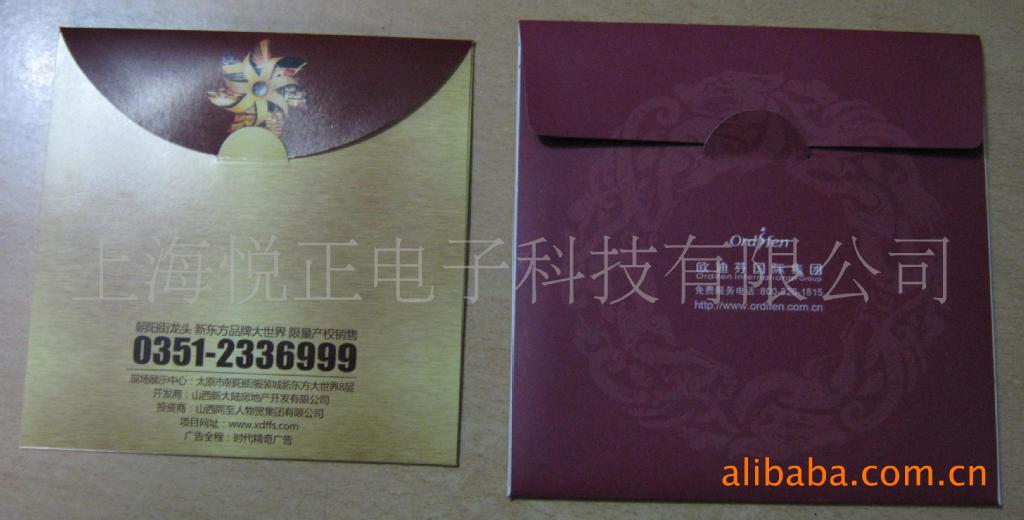 朝阳街龙头 新东方品牌大世界 限量产权销售
0351-2336999
现场展示中心：太原市朝阳街服装城新东方大世界8层
开发商：山西新大陆房地产开发有限公司
投资商：山西同至人物贸集团有限公司
项目网址：www.xdffs.com
广告全程：时代精奇广告
Ordifen
欧迪芬国际集团
Ordifen International Group
免费服务电话 800-820-1815
http://www.ordifen.com.cn
上海悦正电子科技有限公司
alibaba.com.cn